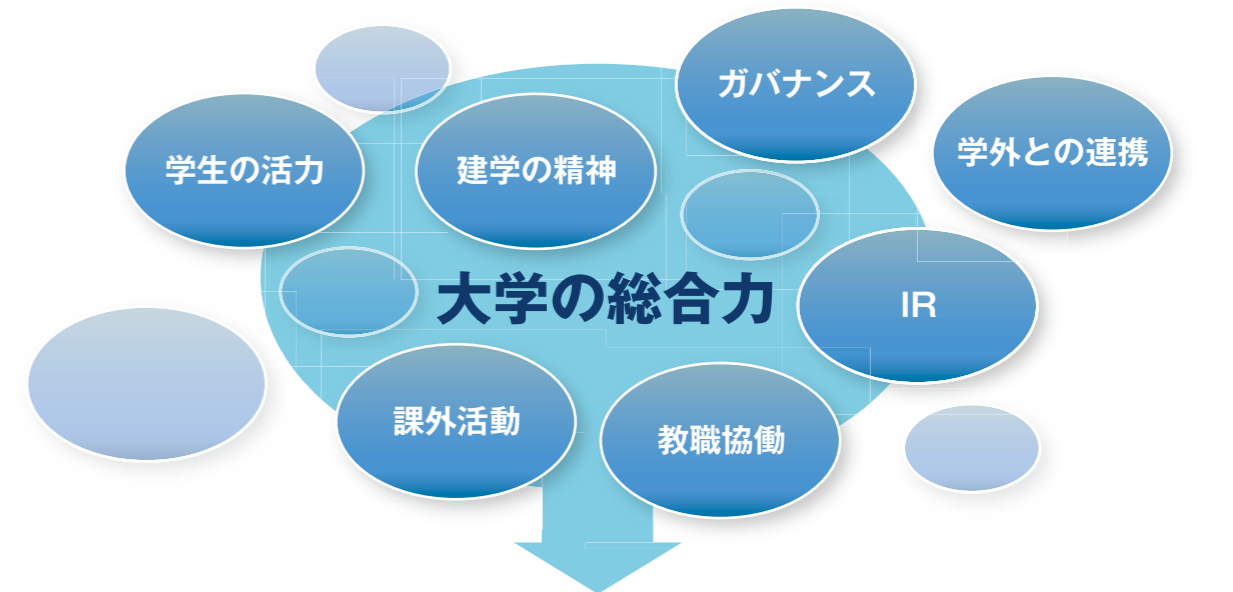 ガバナンス
学外との連携
学生の活力
建学の精神
大学の総合力
IR
課外活動
教職協働